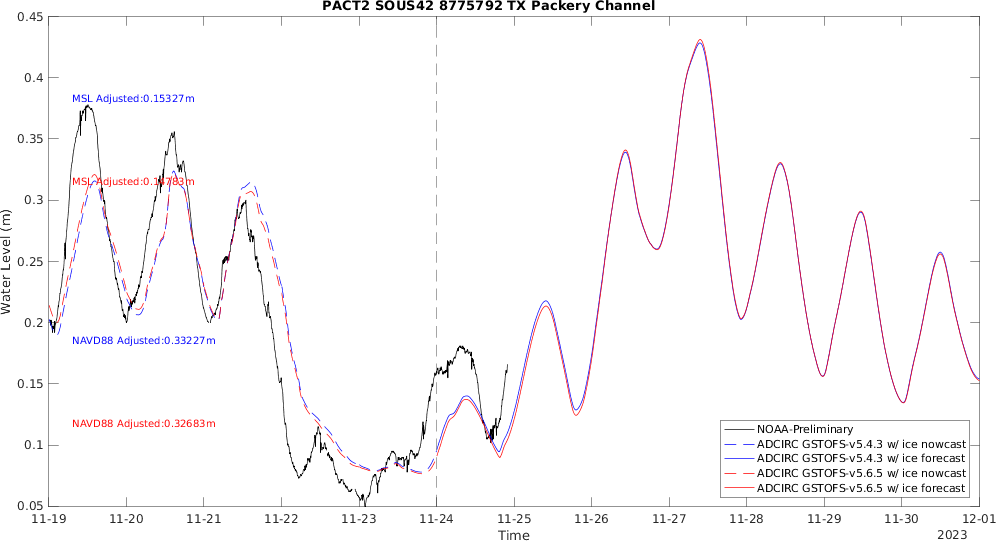 PACT2 SOUS42 8775792 TX Packery Channel
Water Level (m)
0.45
0.4
0.35
0.3
0.25
0.2
0.15
0.1
0.05
MSL Adjusted:0.15327m
MSL
NAVD88 Adjusted:0.33227m
NAVD88 Adjusted:0.32683m
NOAA-Preliminary
ADCIRC GSTOFS-v5.4.3 w/ ice nowcast
ADCIRC GSTOFS-v5.4.3 w/ ice forecast
ADCIRC GSTOFS-v5.6.5 w/ ice nowcast
ADCIRC GSTOFS-v5.6.5 w/ ice forecast
11-19 11-20 11-21 11-22 11-23 11-24 11-25 11-26 11-27 11-28 11-29 11-30 12-01
Time
2023